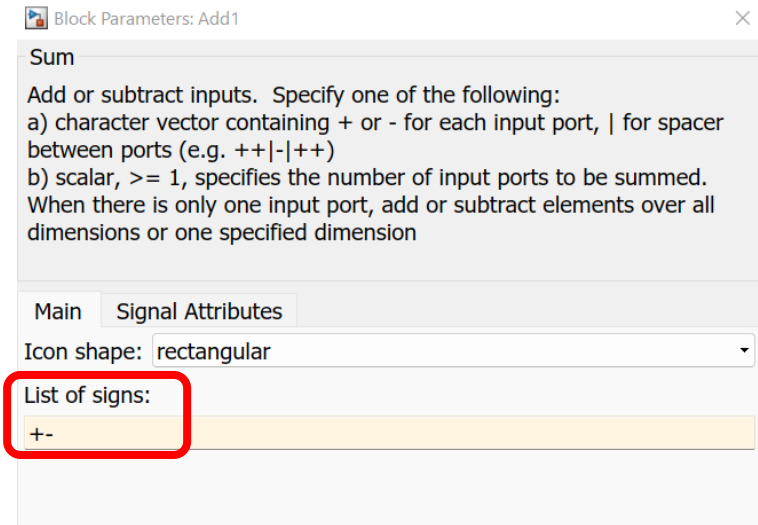 Block Parameters: Add1
Sum
Add or subtract inputs.  Specify one of the following:
a) character vector containing + or - for each input port, | for spacer
between ports (e.g. ++|-|++)
b) scalar, >= 1, specifies the number of input ports to be summed.
When there is only one input port, add or subtract elements over all
dimensions or one specified dimension
Main Signal Attributes
Icon shape: rectangular
List of signs:
+-